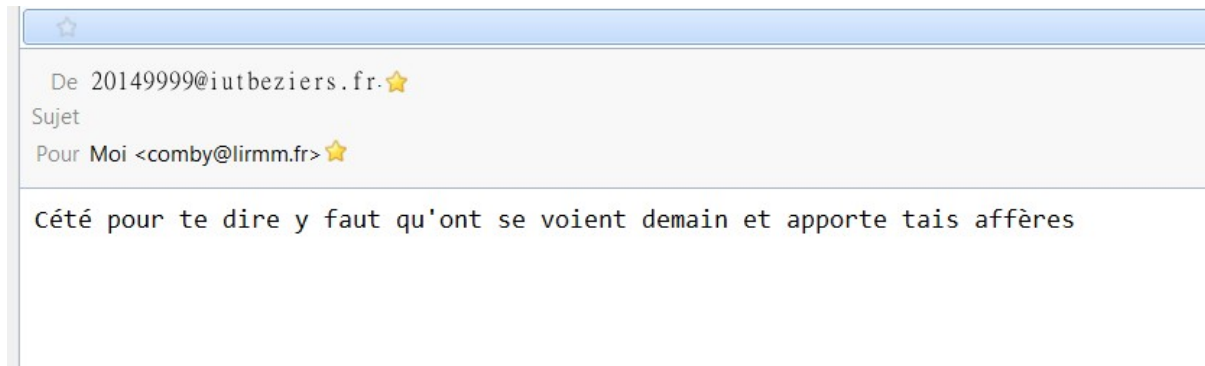 De 20149999@iutbeziers.fr.
Sujet
Pour Moi <comby@lirmm.fr>
Cété pour te dire y faut qu'ont se voient demain et apporte tais affères